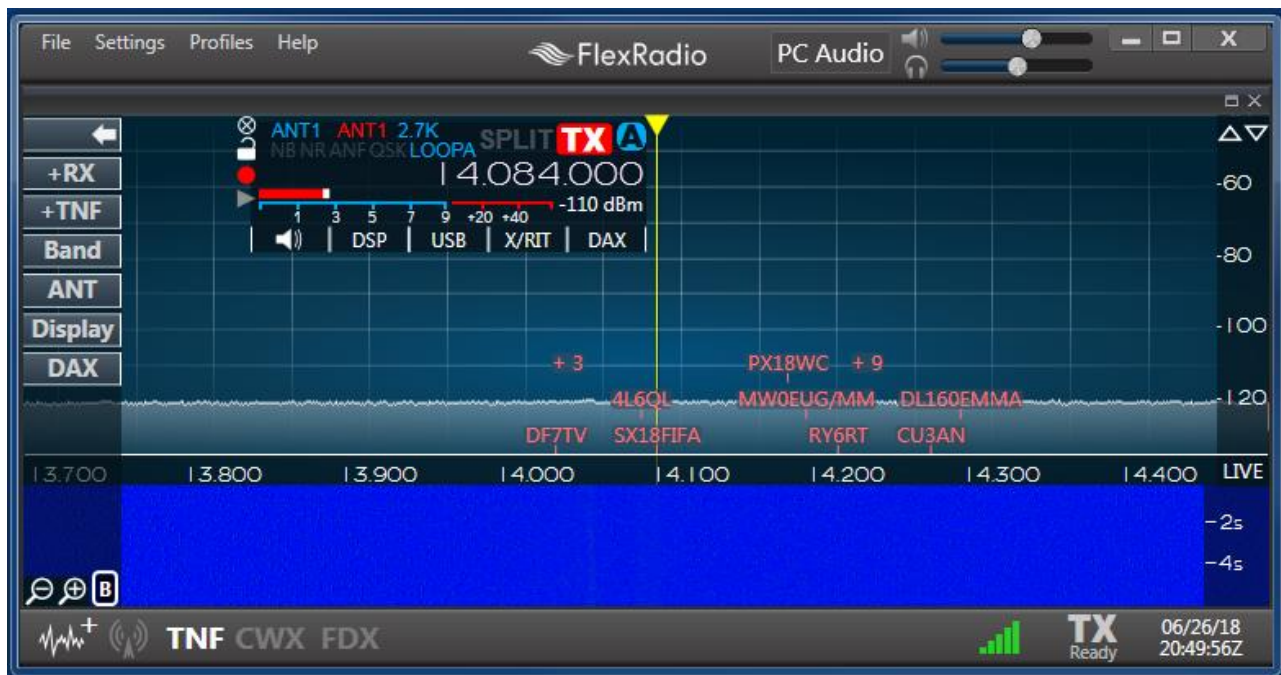 File Settings Profiles Help
FlexRadio
PC Audio
X
ANT1 ANT1 2.7K
NB NR ANF QSK LOOPA SPLIT TX A
14.084.000
1 3 5 7 9 +20 +40 -110 dBm
DSP USB X/RIT DAX
+RX
+TNF
Band
ANT
Display
DAX
-60
-80
-100
-120
+ 3 PX18WC + 9
4L6QL MW0EUG/MM DL160EMMA
DF7TV SX18FIFA RY6RT CU3AN
13.700 13.800 13.900 14.000 14.100 14.200 14.300 14.400 LIVE
-2s
-4s
B
TNF CWX FDX
TX
Ready
06/26/18
20:49:56Z